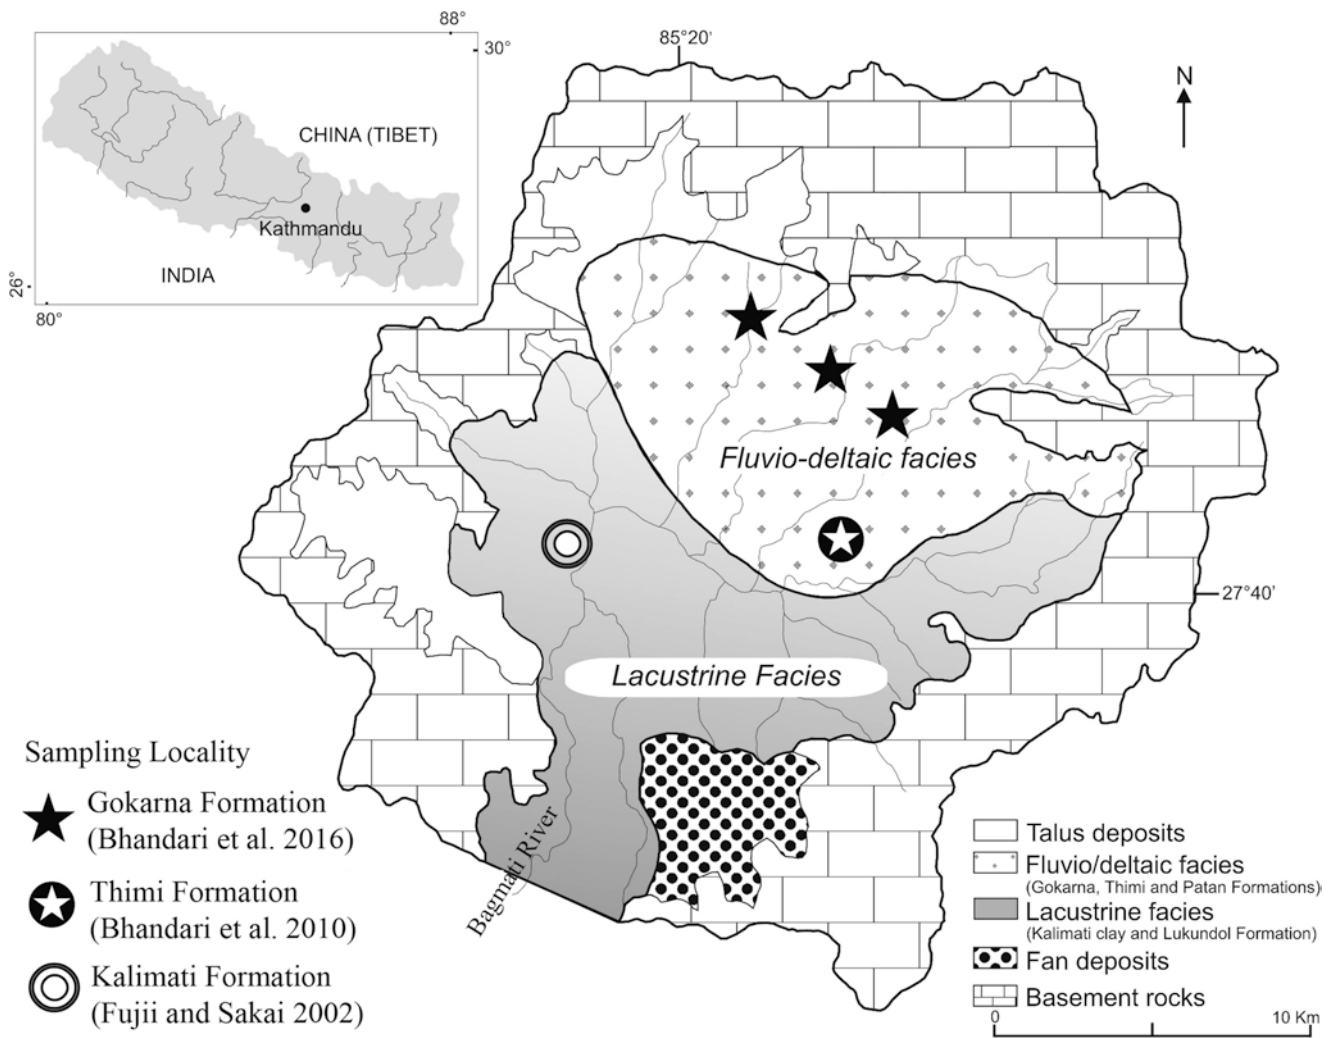 88°
30°
CHINA (TIBET)
Kathmandu
INDIA
26°
80°
85°20'
N
Fluvio-deltaic facies
27°40'
Lacustrine Facies
Bagmati River
Sampling Locality
Gokarna Formation
(Bhandari et al. 2016)
Thimi Formation
(Bhandari et al. 2010)
Kalimati Formation
(Fujii and Sakai 2002)
Talus deposits
Fluvio/deltaic facies
(Gokarna, Thimi and Patan Formations)
Lacustrine facies
(Kalimati clay and Lukundol Formation)
Fan deposits
Basement rocks
0 10 Km